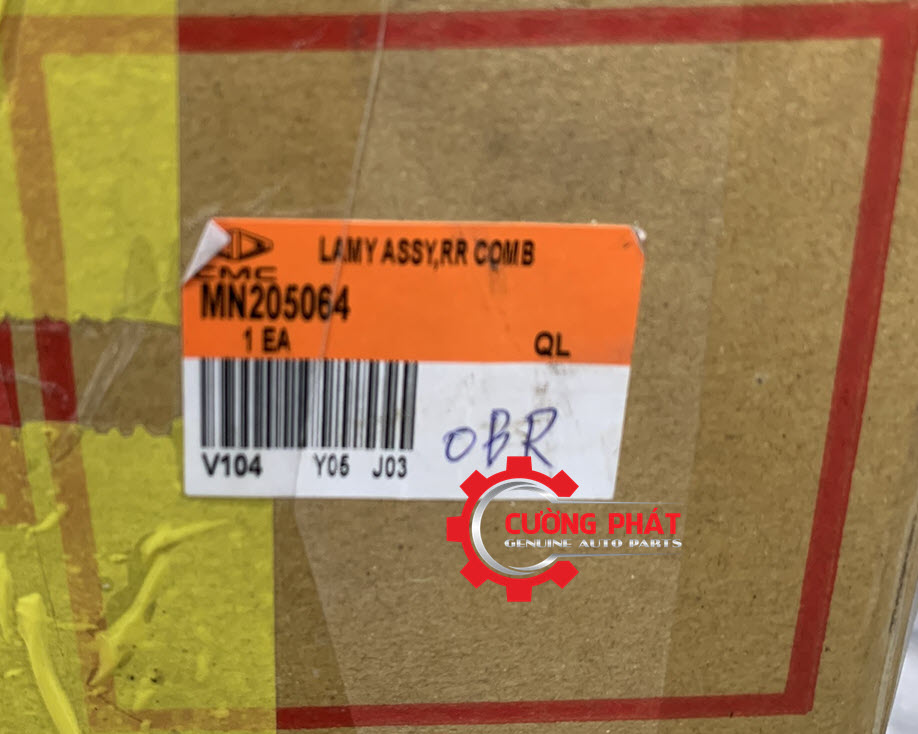 LAMY ASSY,RR COMB
CMC
MN205064
1 EA
QL
V104 Y05 J03
OBR
CƯỜNG PHÁT
GENUINE AUTO PARTS